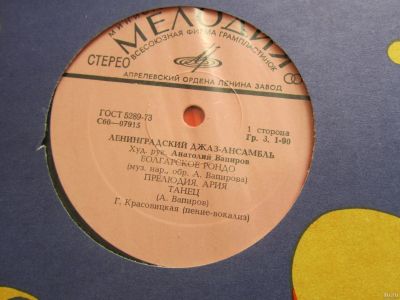 МЕЛОДИЯ
ВСЕСОЮЗНАЯ ФИРМА ГРАМПЛАСТИНОК
СТЕРЕО
АПРЕЛЕВСКИЙ ОРДЕНА ЛЕНИНА ЗАВОД
ГОСТ 5289-73
С60—07915
1 сторона
Гр. 3, 1-90
ЛЕНИНГРАДСКИЙ ДЖАЗ-АНСАМБЛЬ
Худ. рук. Анатолий Вапиров
БОЛГАРСКОЕ РОНДО
(муз. нар., обр. А. Вапирова)
ПРЕЛЮДИЯ, АРИЯ
ТАНЕЦ
(А. Вапиров)
Г. Красовицкая (пение-вокализ)